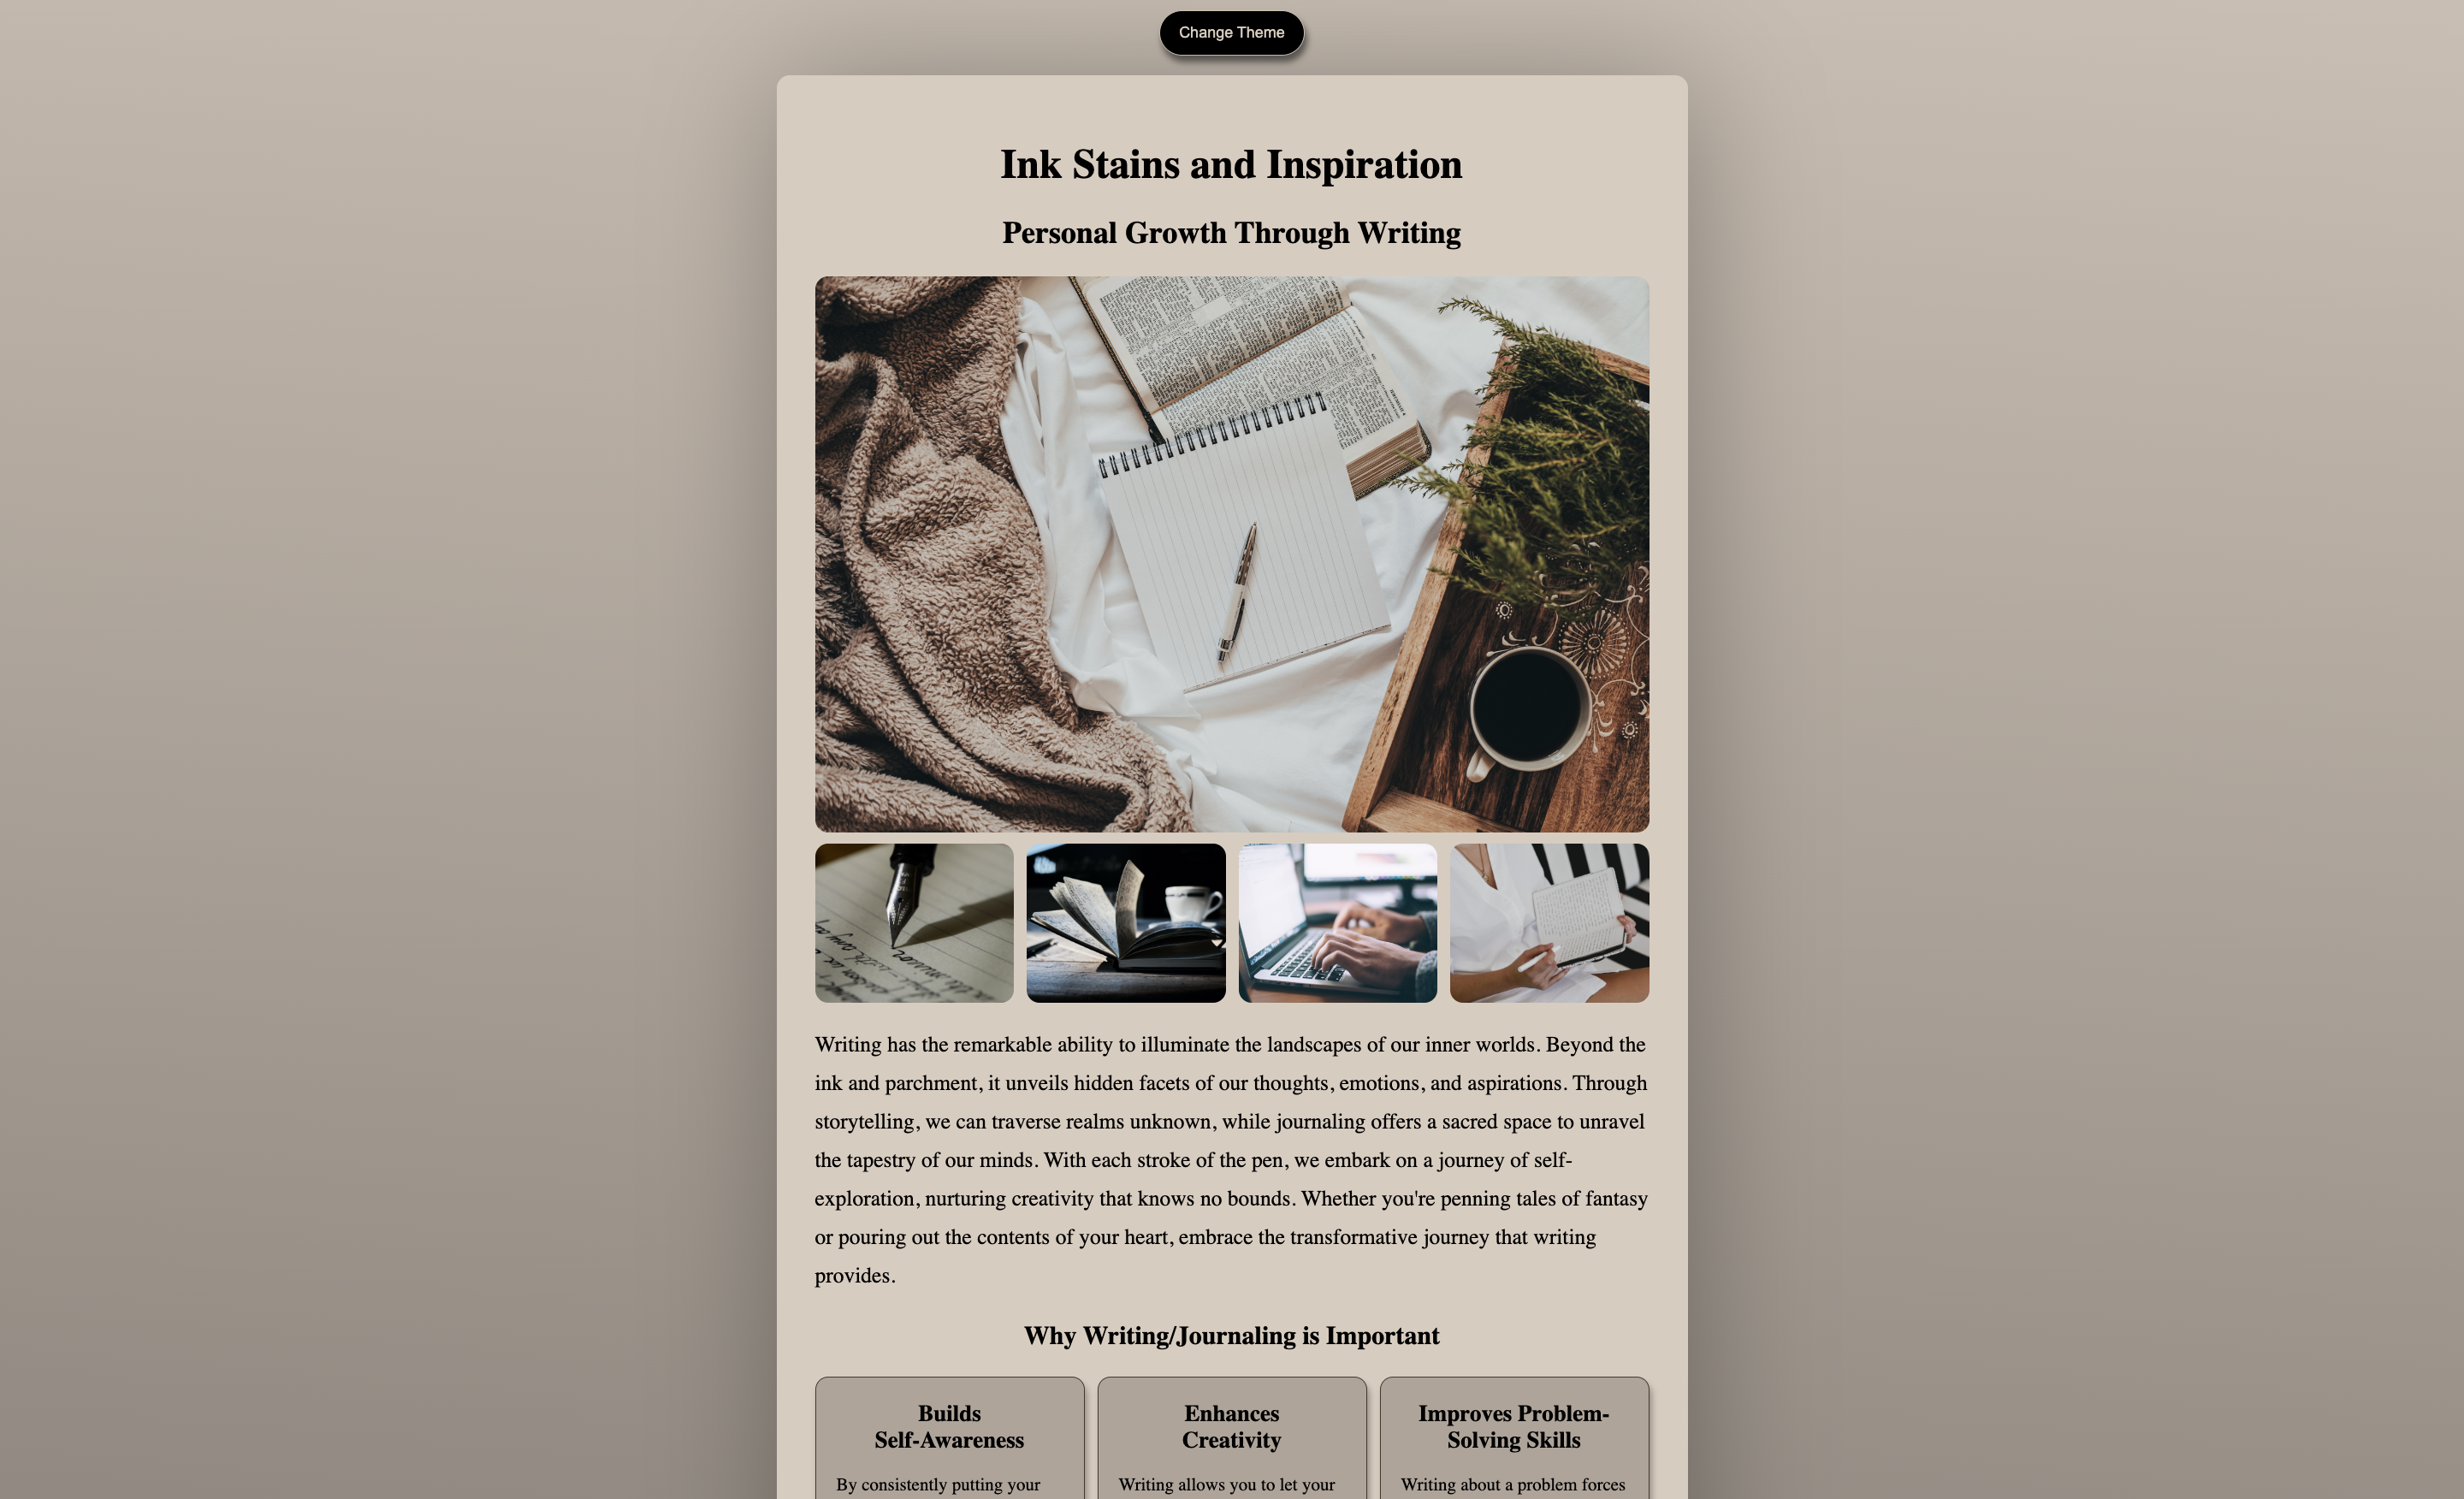 Change Theme
Ink Stains and Inspiration
Personal Growth Through Writing
Writing has the remarkable ability to illuminate the landscapes of our inner worlds. Beyond the
ink and parchment, it unveils hidden facets of our thoughts, emotions, and aspirations. Through
storytelling, we can traverse realms unknown, while journaling offers a sacred space to unravel
the tapestry of our minds. With each stroke of the pen, we embark on a journey of self-
exploration, nurturing creativity that knows no bounds. Whether you're penning tales of fantasy
or pouring out the contents of your heart, embrace the transformative journey that writing
provides.
Why Writing/Journaling is Important
Builds
Self-Awareness
By consistently putting your
Enhances
Creativity
Writing allows you to let your
Improves Problem-
Solving Skills
Writing about a problem forces